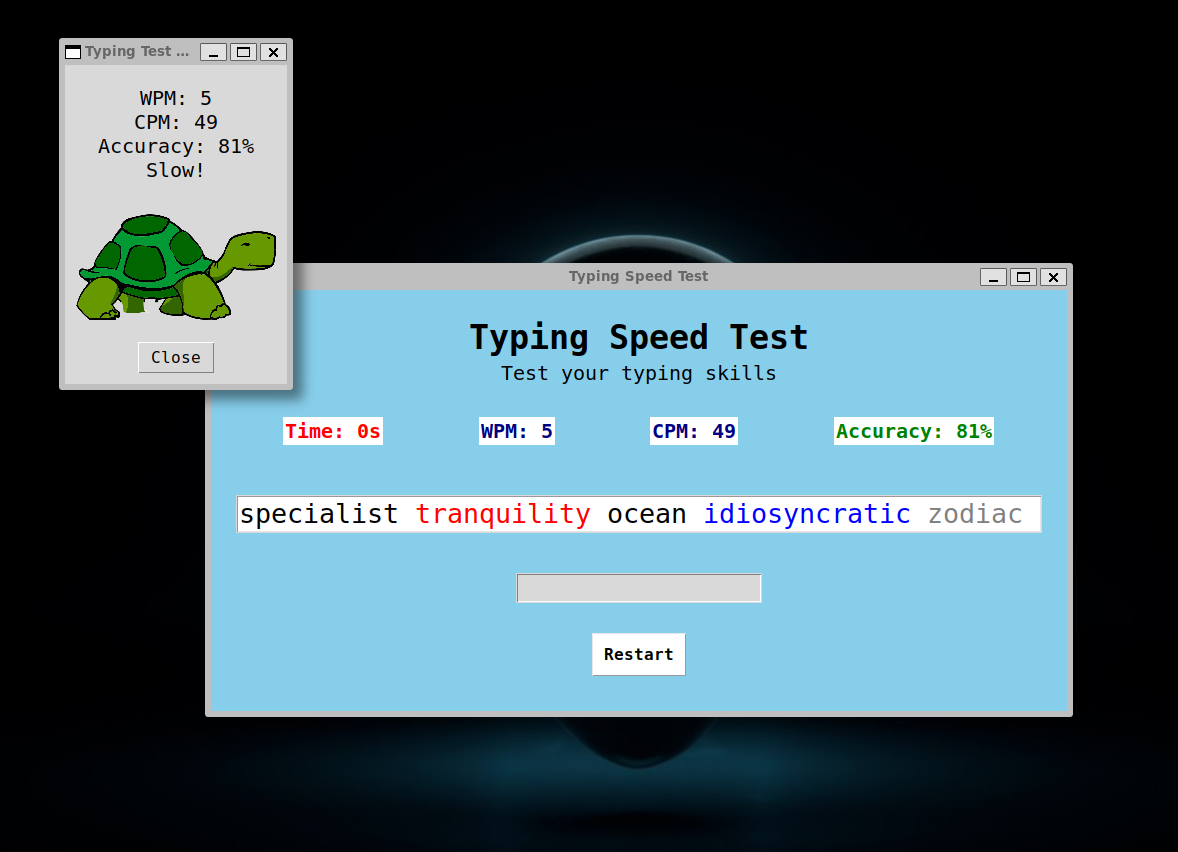 Typing Test ...
WPM: 5
CPM: 49
Accuracy: 81%
Slow!
Close
Typing Speed Test
Typing Speed Test
Test your typing skills
Time: 0s WPM: 5 CPM: 49 Accuracy: 81%
specialist tranquility ocean idiosyncratic zodiac
Restart